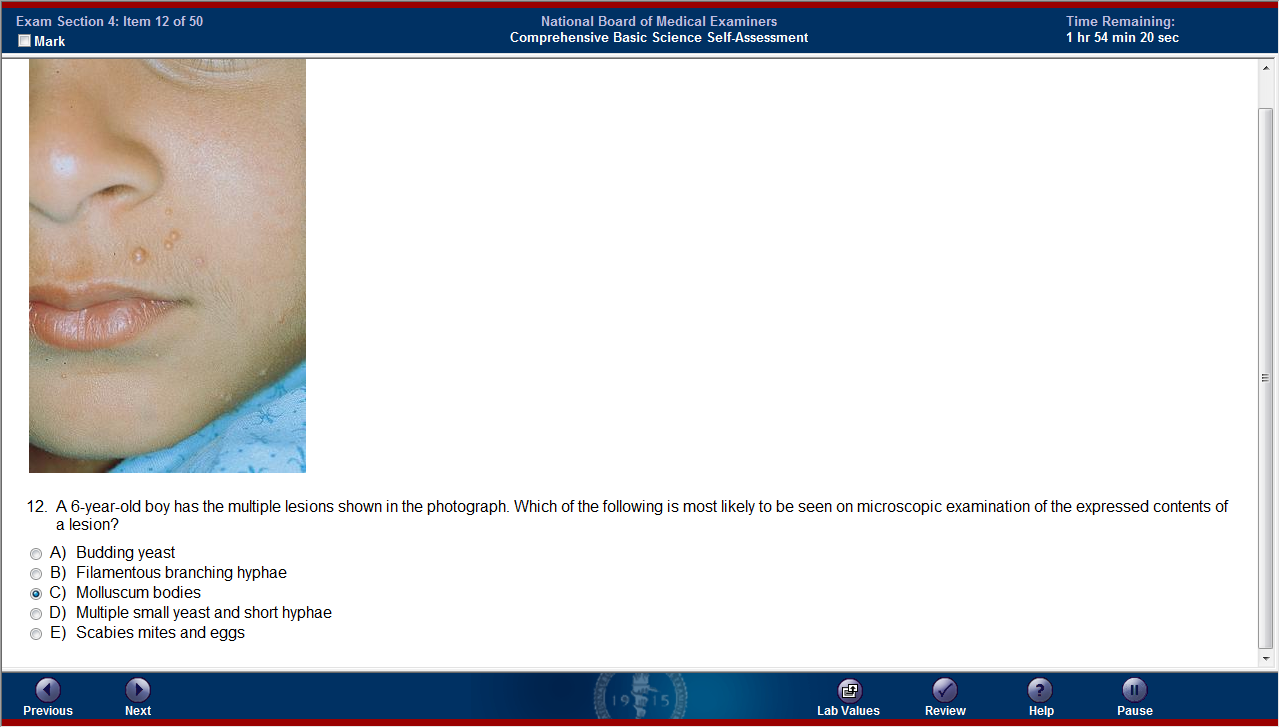 Exam Section 4: Item 12 of 50
National Board of Medical Examiners
Time Remaining:
Mark
Comprehensive Basic Science Self-Assessment
1 hr 54 min 20 sec
12. A 6-year-old boy has the multiple lesions shown in the photograph. Which of the following is most likely to be seen on microscopic examination of the expressed contents of
a lesion?
A) Budding yeast
B) Filamentous branching hyphae
C) Molluscum bodies
D) Multiple small yeast and short hyphae
E) Scabies mites and eggs
1915
Previous
Next
Lab Values
Review
Help
Pause